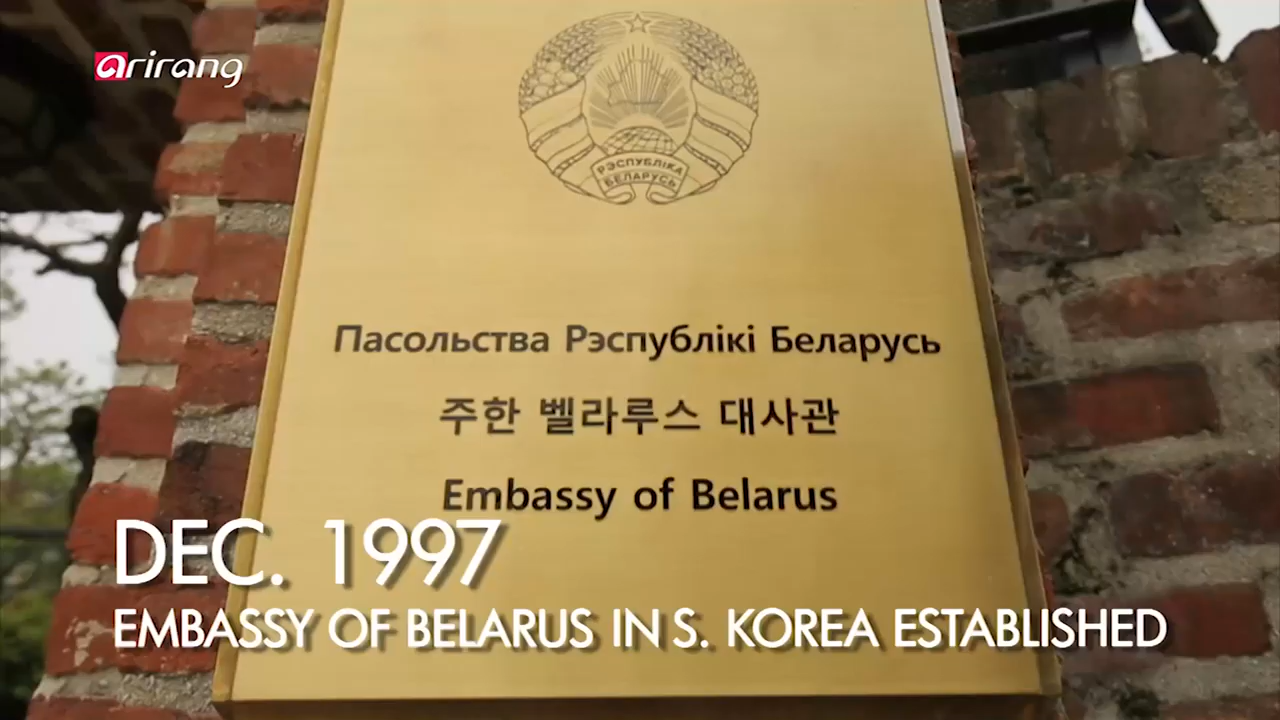 arirang
РЭСПУБЛІКА
БЕЛАРУСЬ
Пасольства Рэспублікі Беларусь
주한 벨라루스 대사관
Embassy of Belarus
DEC. 1997
EMBASSY OF BELARUS IN S. KOREA ESTABLISHED